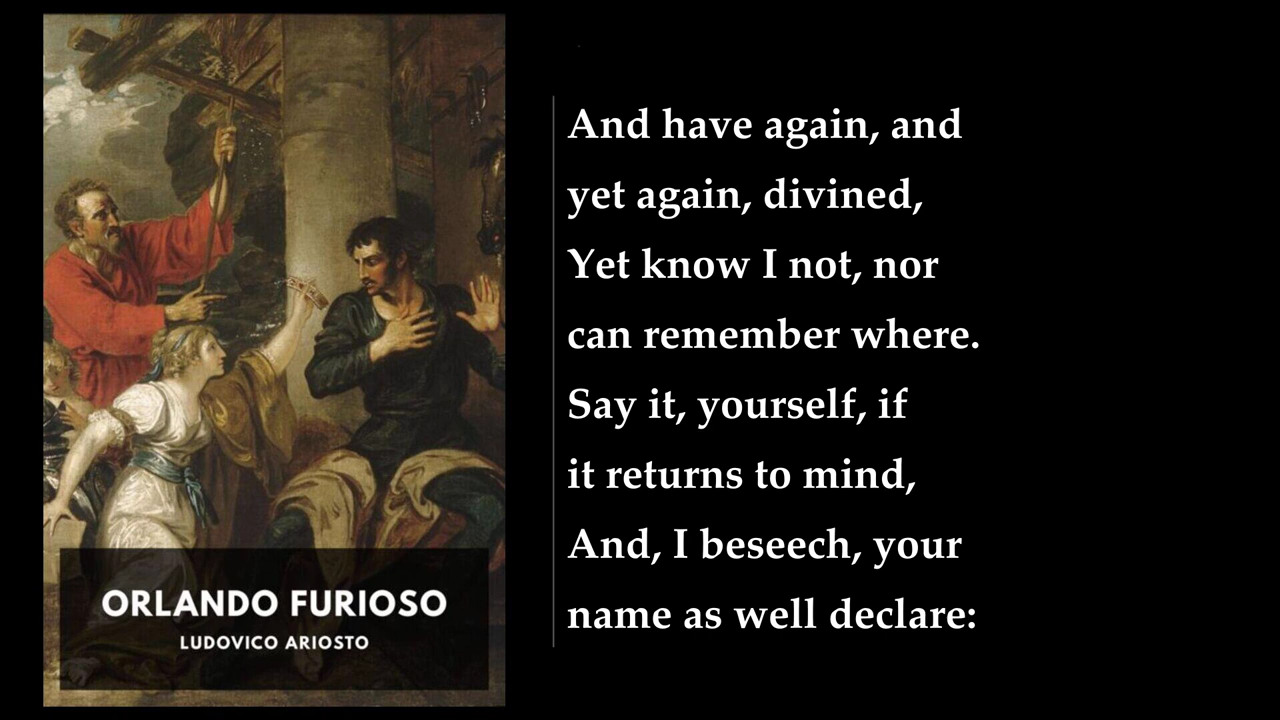 ORLANDO FURIOSO
LUDOVICO ARIOSTO
And have again, and
yet again, divined,
Yet know I not, nor
can remember where.
Say it, yourself, if
it returns to mind,
And, I beseech, your
name as well declare: